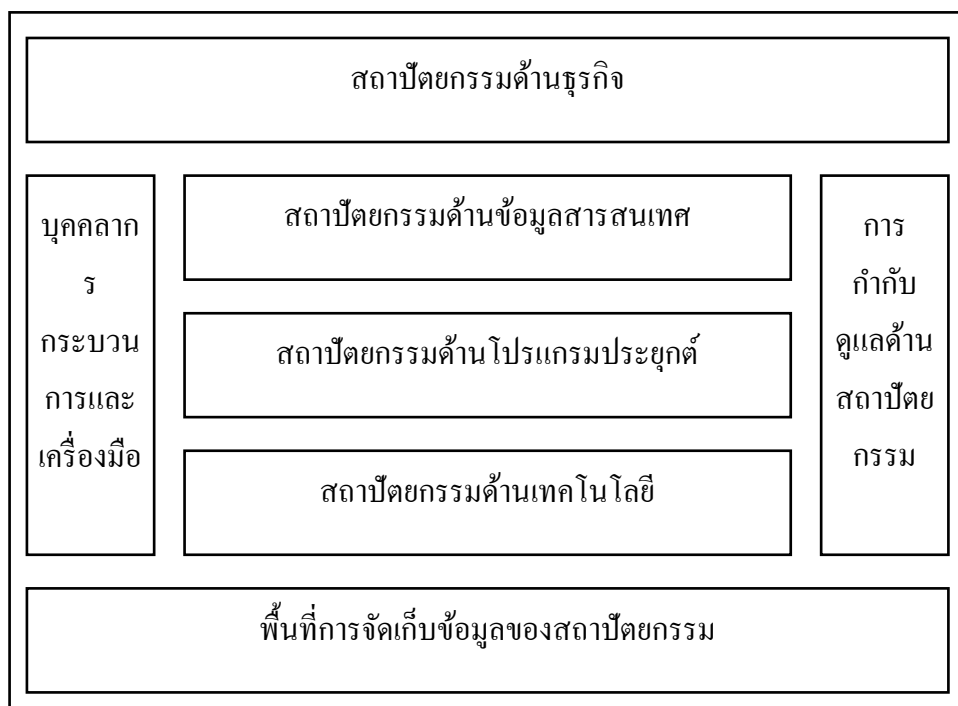 สถาปัตยกรรมด้านธุรกิจ
บุคคลาก
ร
กระบวน
การและ
เครื่องมือ
สถาปัตยกรรมด้านข้อมูลสารสนเทศ
สถาปัตยกรรมด้านโปรแกรมประยุกต์
สถาปัตยกรรมด้านเทคโนโลยี
การ
กำกับ
ดูแลด้าน
สถาปัตย
กรรม
พื้นที่การจัดเก็บข้อมูลของสถาปัตยกรรม